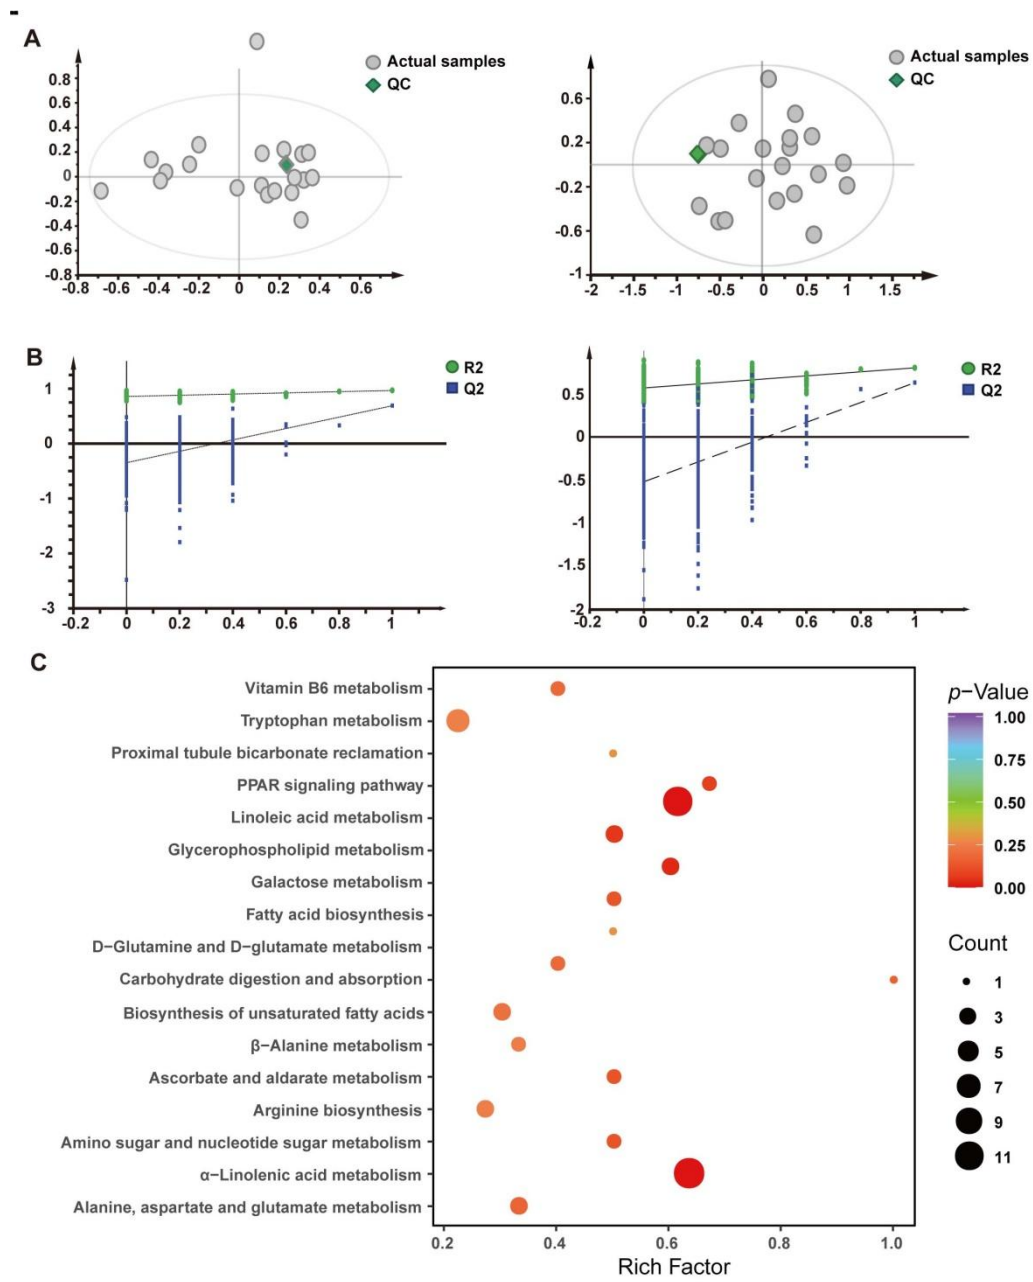 -
A
Actual samples
QC
0.8
0.6
0.4
0.2
0
-0.2
-0.4
-0.6
-0.8
-0.8 -0.6 -0.4 -0.2 0 0.2 0.4 0.6
Actual samples
QC
0.6
0.2
-0.2
-0.6
-1
-2 -1.5 -1 -0.5 0 0.5 1 1.5
B
R2
Q2
1
0
-1
-2
-3
-0.2 0 0.2 0.4 0.6 0.8 1
R2
Q2
0.5
0
-0.5
-1
-1.5
-2
-0.2 0 0.2 0.4 0.6 0.8 1
C
Vitamin B6 metabolism
Tryptophan metabolism
Proximal tubule bicarbonate reclamation
PPAR signaling pathway
Linoleic acid metabolism
Glycerophospholipid metabolism
Galactose metabolism
Fatty acid biosynthesis
D−Glutamine and D−glutamate metabolism
Carbohydrate digestion and absorption
Biosynthesis of unsaturated fatty acids
β−Alanine metabolism
Ascorbate and aldarate metabolism
Arginine biosynthesis
Amino sugar and nucleotide sugar metabolism
α−Linolenic acid metabolism
Alanine, aspartate and glutamate metabolism
0.2 0.4 0.6 0.8 1.0
Rich Factor
p−Value
1.00
0.75
0.50
0.25
0.00
Count
1
3
5
7
9
11